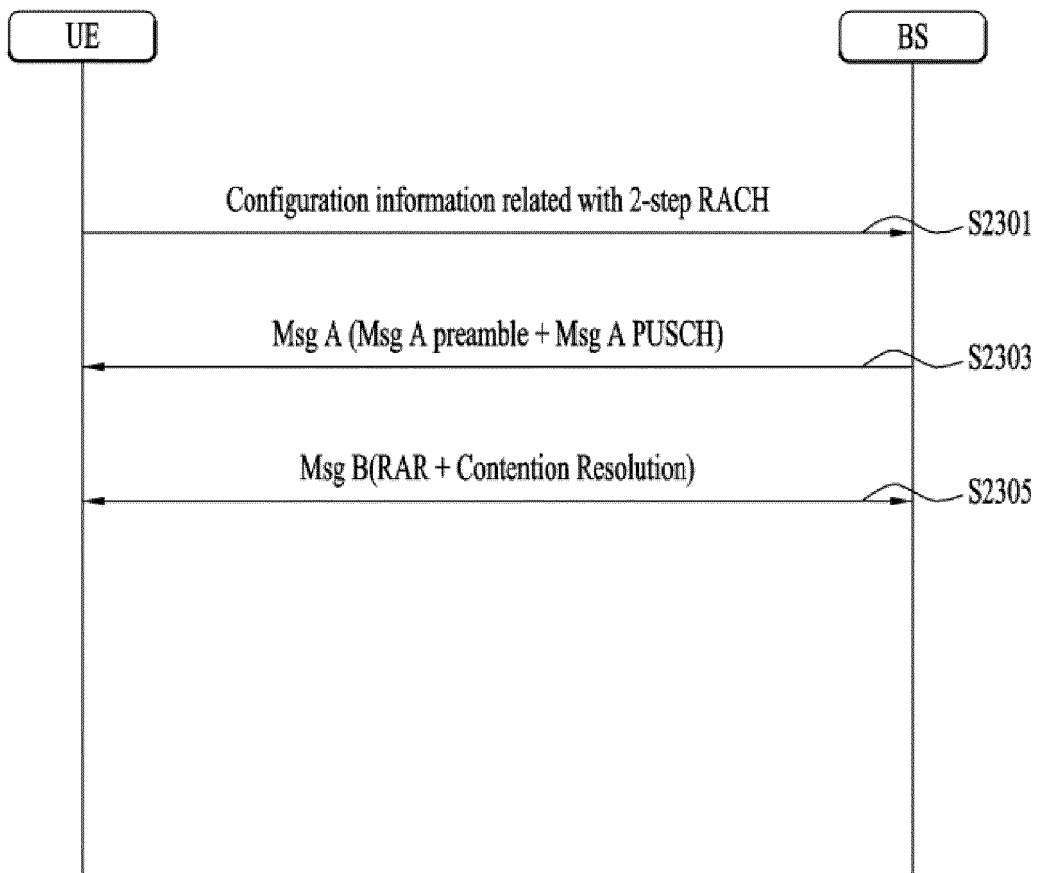 UE
BS
Configuration information related with 2-step RACH
S2301
Msg A (Msg A preamble + Msg A PUSCH)
S2303
Msg B(RAR + Contention Resolution)
S2305